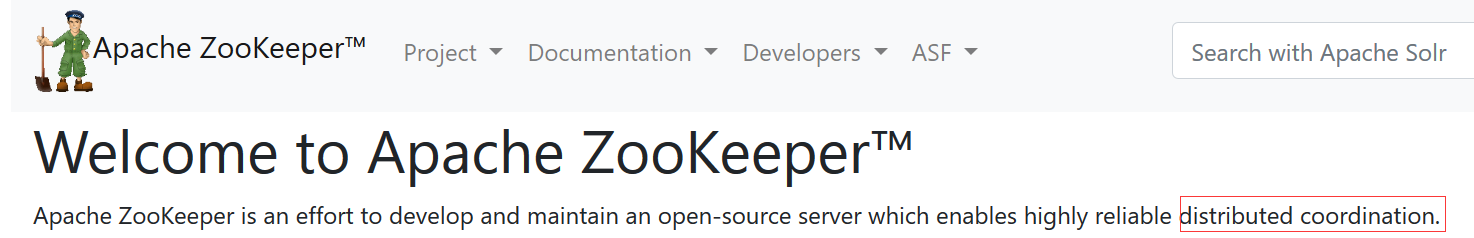 Apache ZooKeeper™ Project Documentation Developers ASF Search with Apache Solr
Welcome to Apache ZooKeeper™
Apache ZooKeeper is an effort to develop and maintain an open-source server which enables highly reliable distributed coordination.